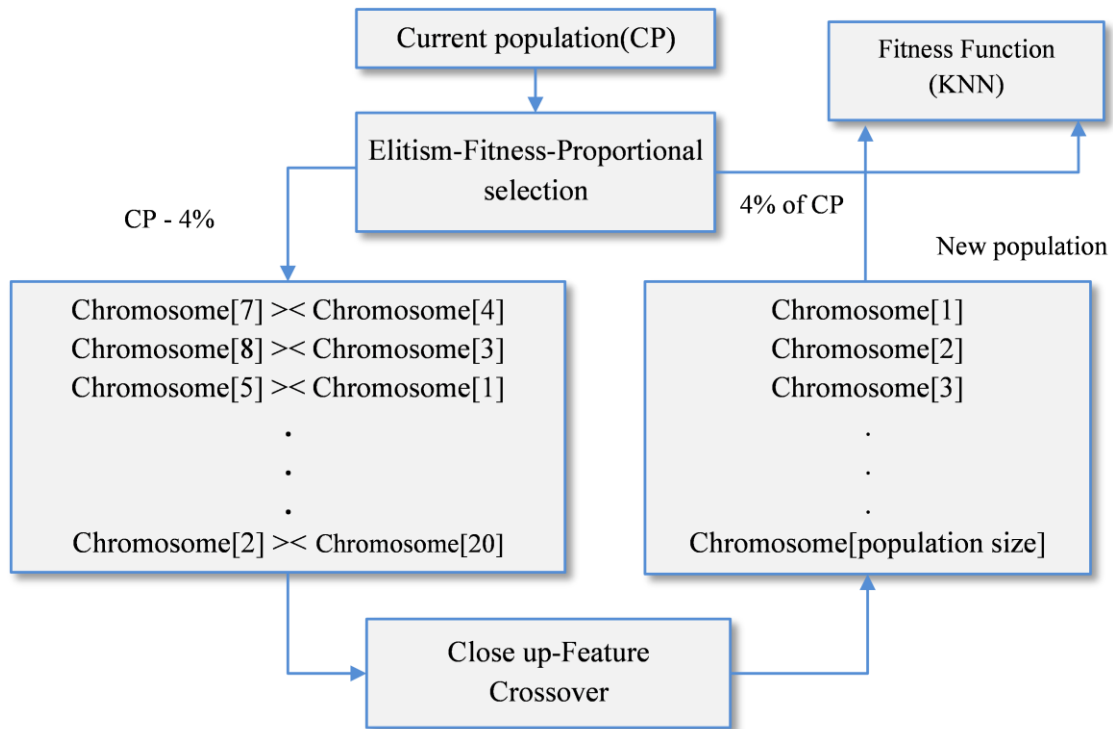 Current population(CP)
Fitness Function
(KNN)
Elitism-Fitness-Proportional
selection
CP - 4%
4% of CP
New population
Chromosome[7] >< Chromosome[4]
Chromosome[8] >< Chromosome[3]
Chromosome[5] >< Chromosome[1]
.
.
.
Chromosome[2] >< Chromosome[20]
Chromosome[1]
Chromosome[2]
Chromosome[3]
.
.
.
Chromosome[population size]
Close up-Feature
Crossover